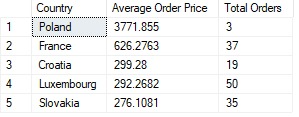 Country Average Order Price Total Orders
1 Poland 3771.855 3
2 France 626.2763 37
3 Croatia 299.28 19
4 Luxembourg 292.2682 50
5 Slovakia 276.1081 35